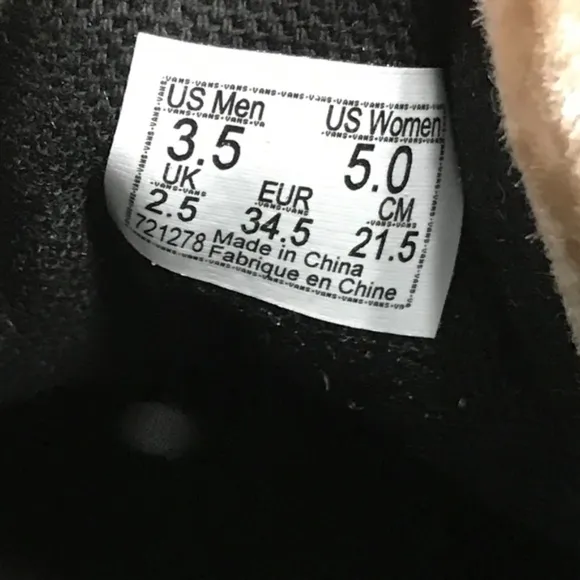 US Men US Women
3.5 5.0
UK EUR CM
2.5 34.5 21.5
721278 Made in China
Fabrique en Chine